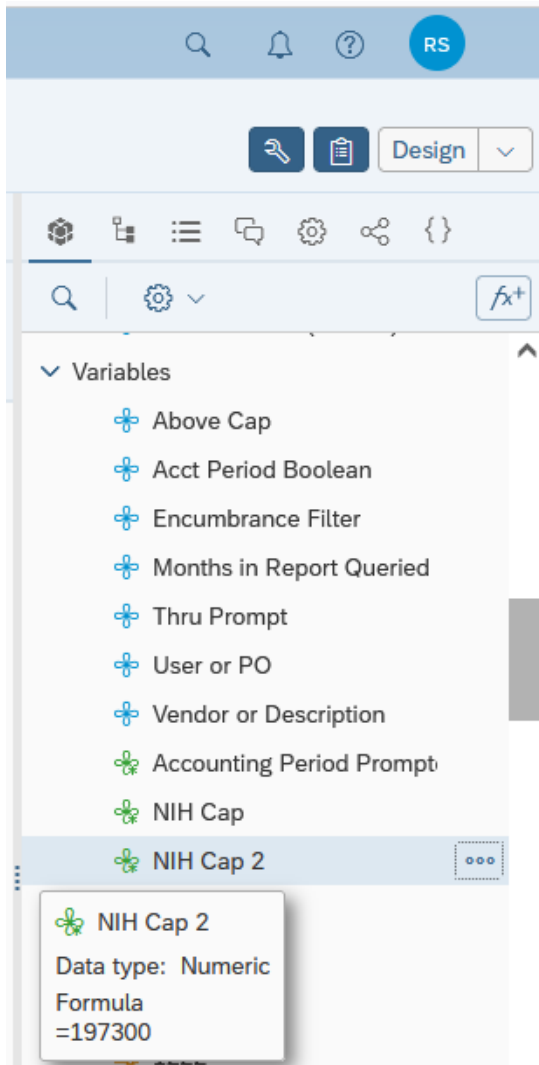 RS
Design
fx+
Variables
Above Cap
Acct Period Boolean
Encumbrance Filter
Months in Report Queried
Thru Prompt
User or PO
Vendor or Description
Accounting Period Prompt
NIH Cap
NIH Cap 2
NIH Cap 2
Data type: Numeric
Formula
=197300